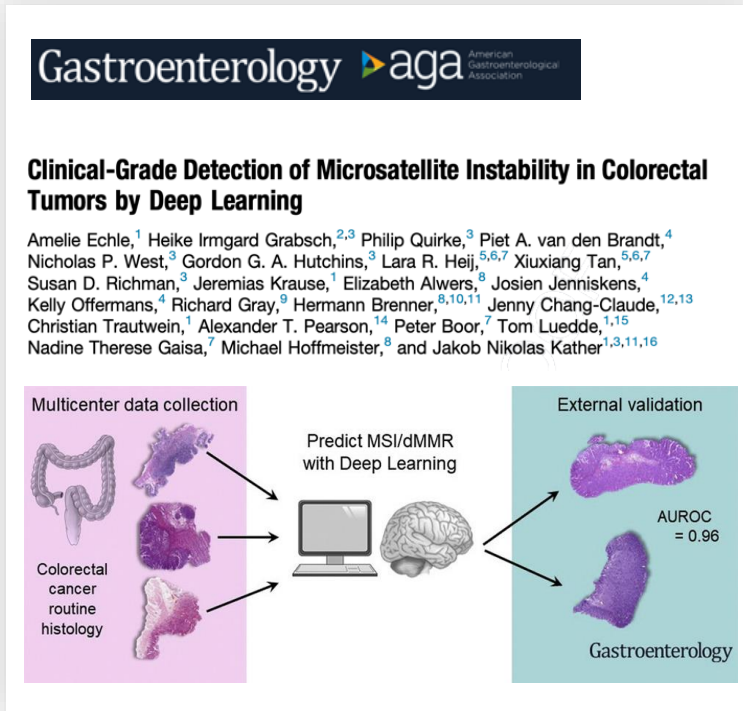 Gastroenterology aga American
Gastroenterological
Association
Clinical-Grade Detection of Microsatellite Instability in Colorectal
Tumors by Deep Learning
Amelie Echle,1 Heike Irmgard Grabsch,2,3 Philip Quirke,3 Piet A. van den Brandt,4
Nicholas P. West,3 Gordon G. A. Hutchins,3 Lara R. Heij,5,6,7 Xiuxiang Tan,5,6,7
Susan D. Richman,3 Jeremias Krause,1 Elizabeth Alwers,8 Josien Jenniskens,4
Kelly Offermans,4 Richard Gray,9 Hermann Brenner,8,10,11 Jenny Chang-Claude,12,13
Christian Trautwein,1 Alexander T. Pearson,14 Peter Boor,7 Tom Luedde,1,15
Nadine Therese Gaisa,7 Michael Hoffmeister,8 and Jakob Nikolas Kather1,3,11,16
Multicenter data collection
Colorectal
cancer
routine
histology
Predict MSI/dMMR
with Deep Learning
External validation
AUROC
= 0.96
Gastroenterology